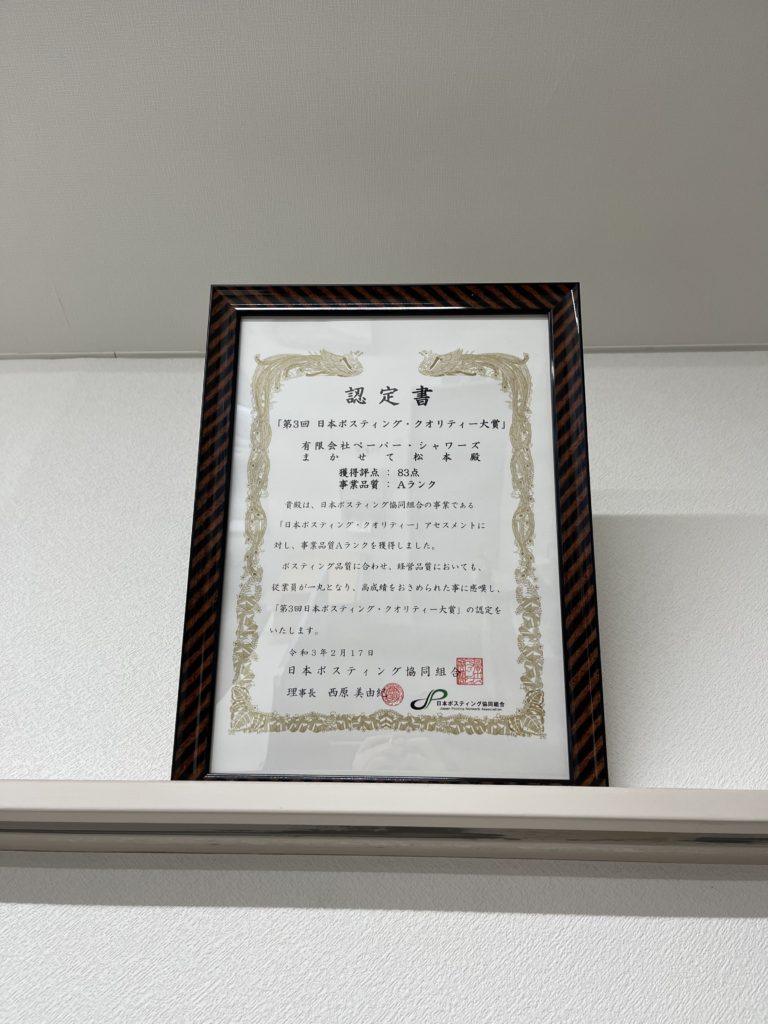 認定書
「第3回 日本ポスティング・クオリティー大賞」
有限会社ペーパー・シャワーズ
まかせて松本殿
獲得評点 : 83点
事業品質 : Aランク
貴殿は、日本ポスティング協同組合の事業である
「日本ポスティング・クオリティー」アセスメントに
対し、事業品質Aランクを獲得しました。
ポスティング品質に合わせ、経営品質においても、
従業員が一丸となり、高成績をおさめられた事に感嘆し、
「第3回日本ポスティング・クオリティー大賞」の認定を
いたします。
令和3年2月17日
日本ポスティング協同組合
理事長 西原 美由紀
日本ポスティング協同組合
Japan Posting Network Association